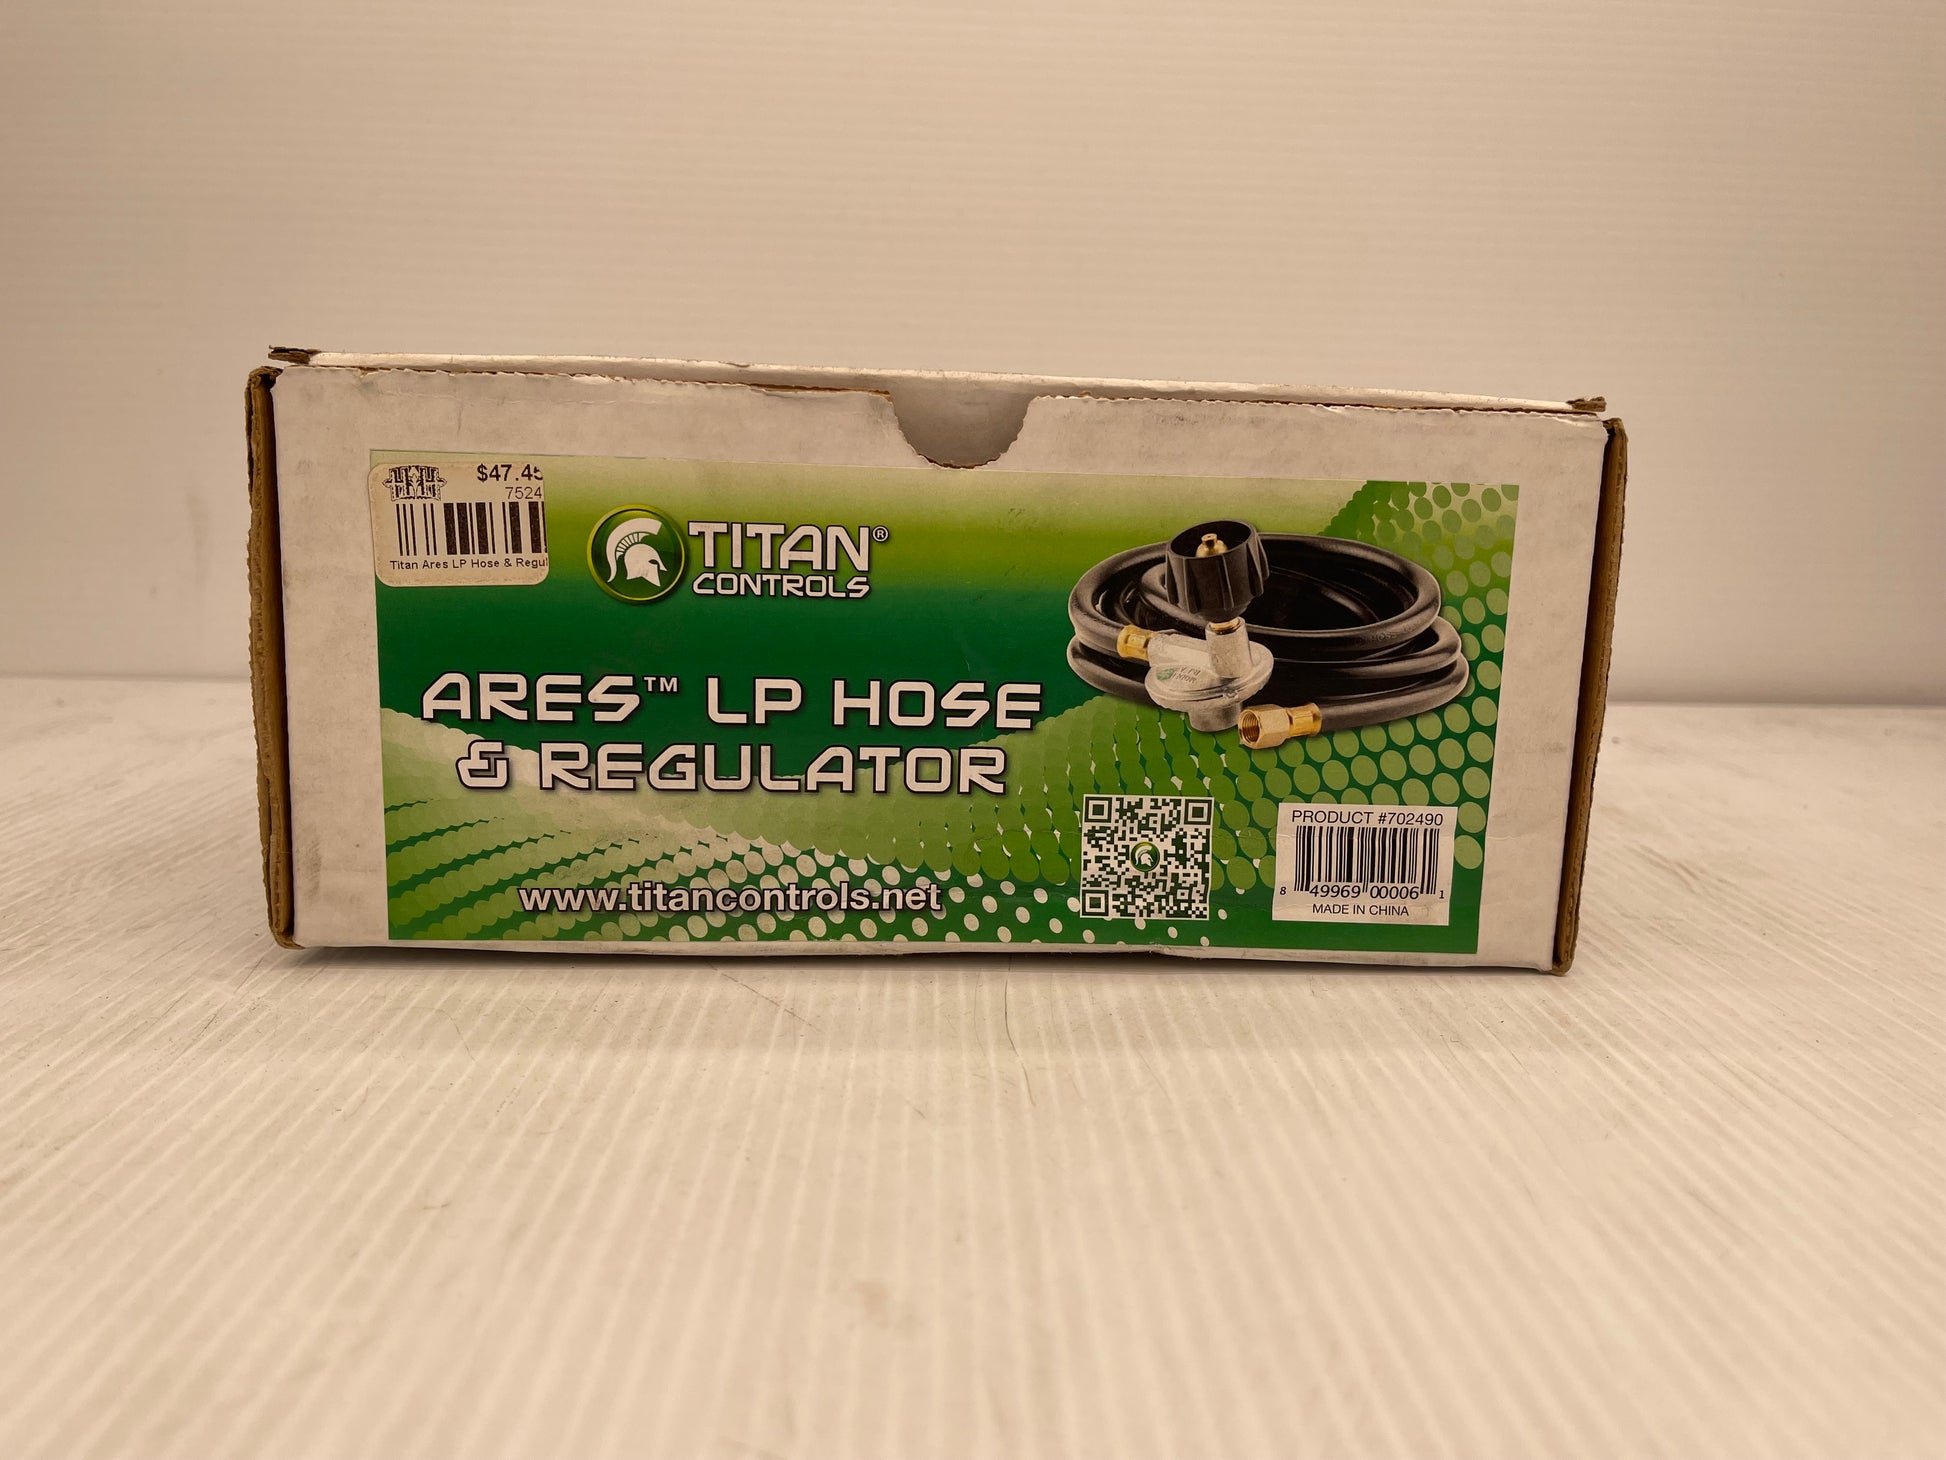 $47.45
7524
Titan Ares LP Hose & Regul
TITAN®
CONTROLS
ARES™ LP HOSE
& REGULATOR
www.titancontrols.net
PRODUCT #702490
8 49969 00006 1
MADE IN CHINA